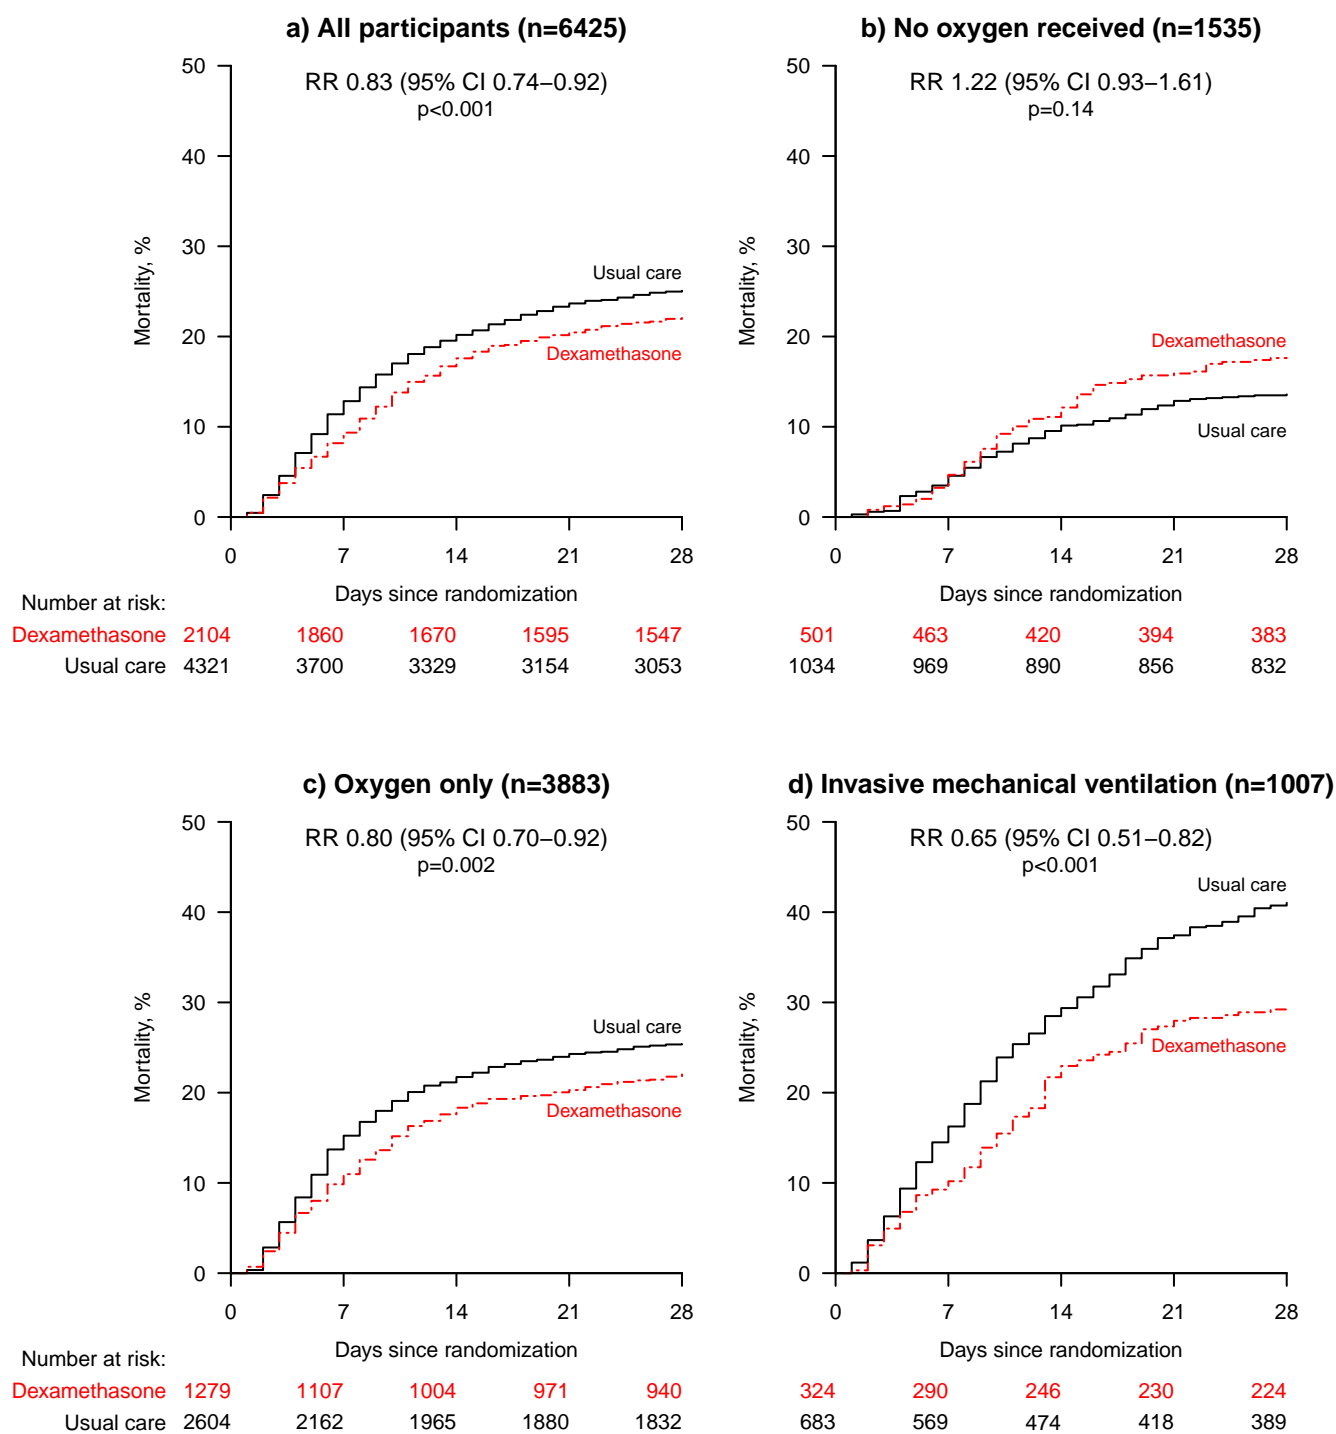 a) All participants (n=6425)
RR 0.83 (95% CI 0.74–0.92)
p<0.001
50
40
30
20
10
0
Mortality, %
Usual care
Dexamethasone
0 7 14 21 28
Days since randomization
Number at risk:
Dexamethasone 2104 1860 1670 1595 1547
Usual care 4321 3700 3329 3154 3053
b) No oxygen received (n=1535)
RR 1.22 (95% CI 0.93–1.61)
p=0.14
50
40
30
20
10
0
Mortality, %
Dexamethasone
Usual care
0 7 14 21 28
Days since randomization
501 463 420 394 383
1034 969 890 856 832
c) Oxygen only (n=3883)
RR 0.80 (95% CI 0.70–0.92)
p=0.002
50
40
30
20
10
0
Mortality, %
Usual care
Dexamethasone
0 7 14 21 28
Days since randomization
Number at risk:
Dexamethasone 1279 1107 1004 971 940
Usual care 2604 2162 1965 1880 1832
d) Invasive mechanical ventilation (n=1007)
RR 0.65 (95% CI 0.51–0.82)
p<0.001
50
40
30
20
10
0
Mortality, %
Usual care
Dexamethasone
0 7 14 21 28
Days since randomization
324 290 246 230 224
683 569 474 418 389